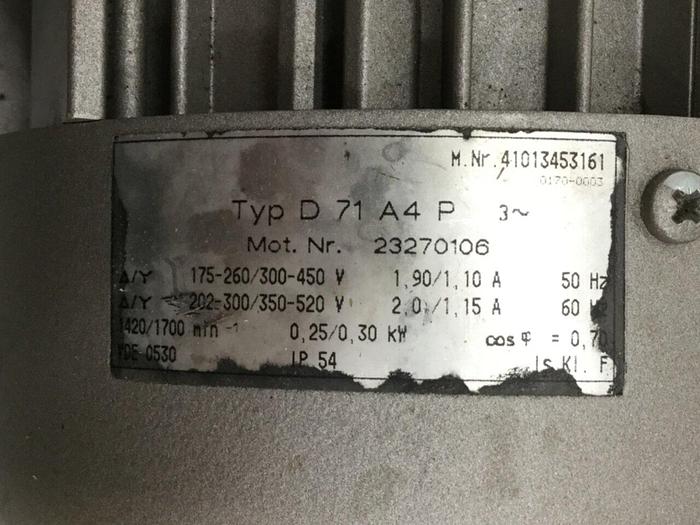 M.Nr. 41013453161
0170-0003
Typ D 71 A4 P 3~
Mot. Nr. 23270106
Δ/Y 175-260/300-450 V 1,90/1,10 A 50 Hz
Δ/Y 202-300/350-520 V 2,0 /1,15 A 60 Hz
1420/1700 min⁻¹ 0,25/0,30 kW cos φ = 0,70
VDE 0530 IP 54 Is.Kl. F